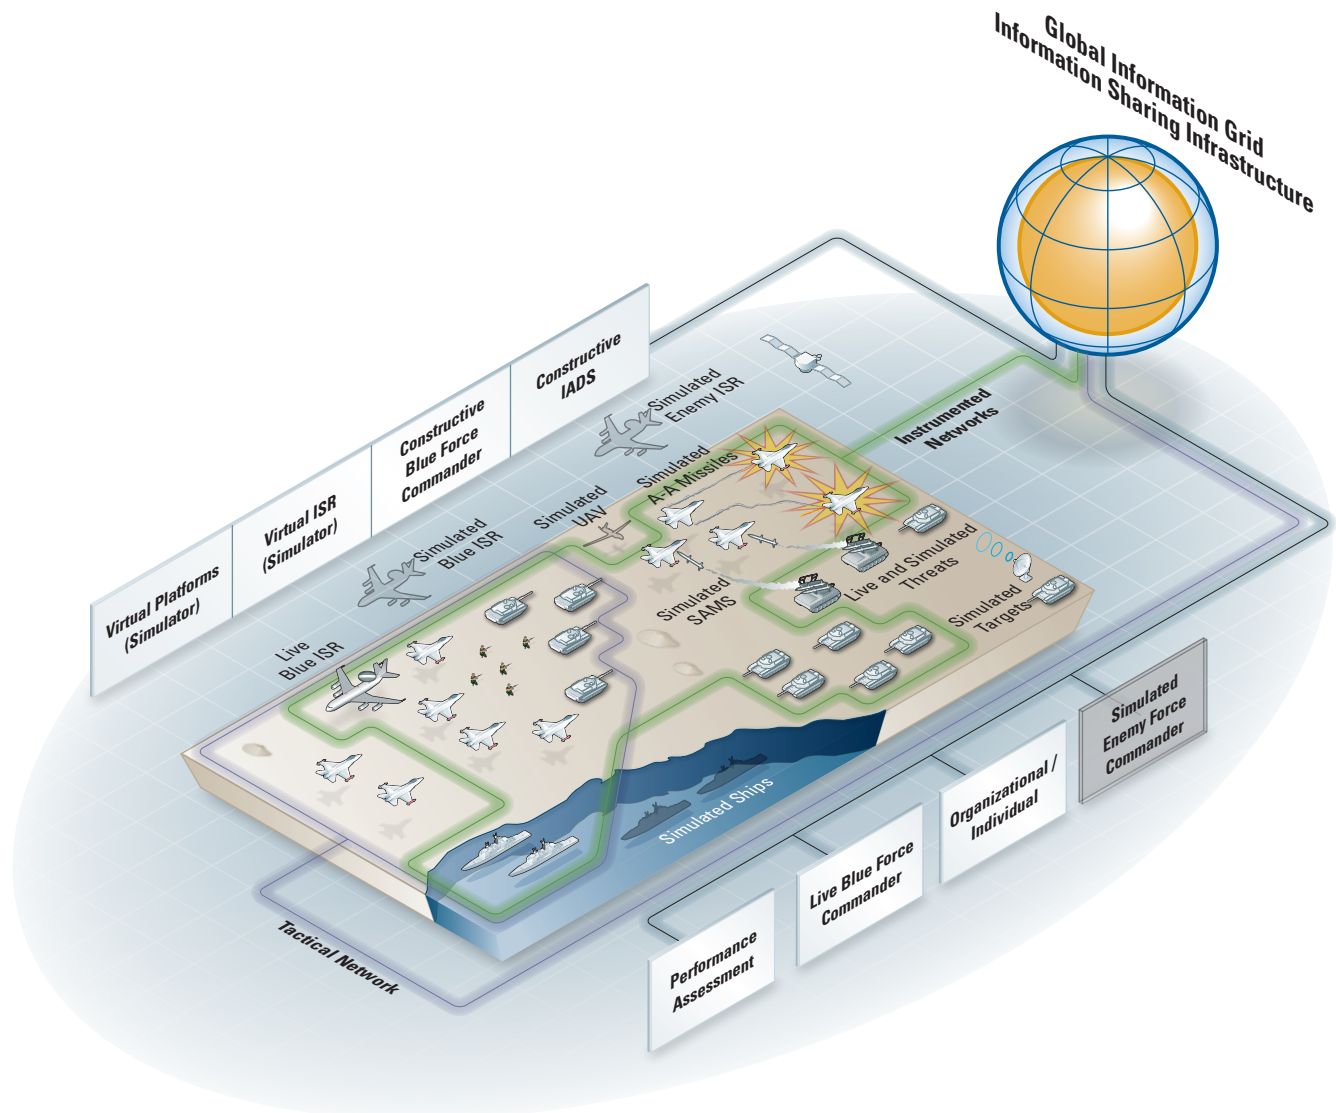 Global Information Grid
Information Sharing Infrastructure
Constructive
IADS
Constructive
Blue Force
Commander
Virtual ISR
(Simulator)
Virtual Platforms
(Simulator)
Simulated
Enemy ISR
Instrumented
Networks
Simulated
A-A Missiles
Simulated
UAV
Simulated
Blue ISR
Live
Blue ISR
Live and Simulated
Threats
Simulated
SAMS
Simulated
Targets
Simulated Ships
Simulated
Enemy Force
Commander
Organizational /
Individual
Live Blue Force
Commander
Performance
Assessment
Tactical Network